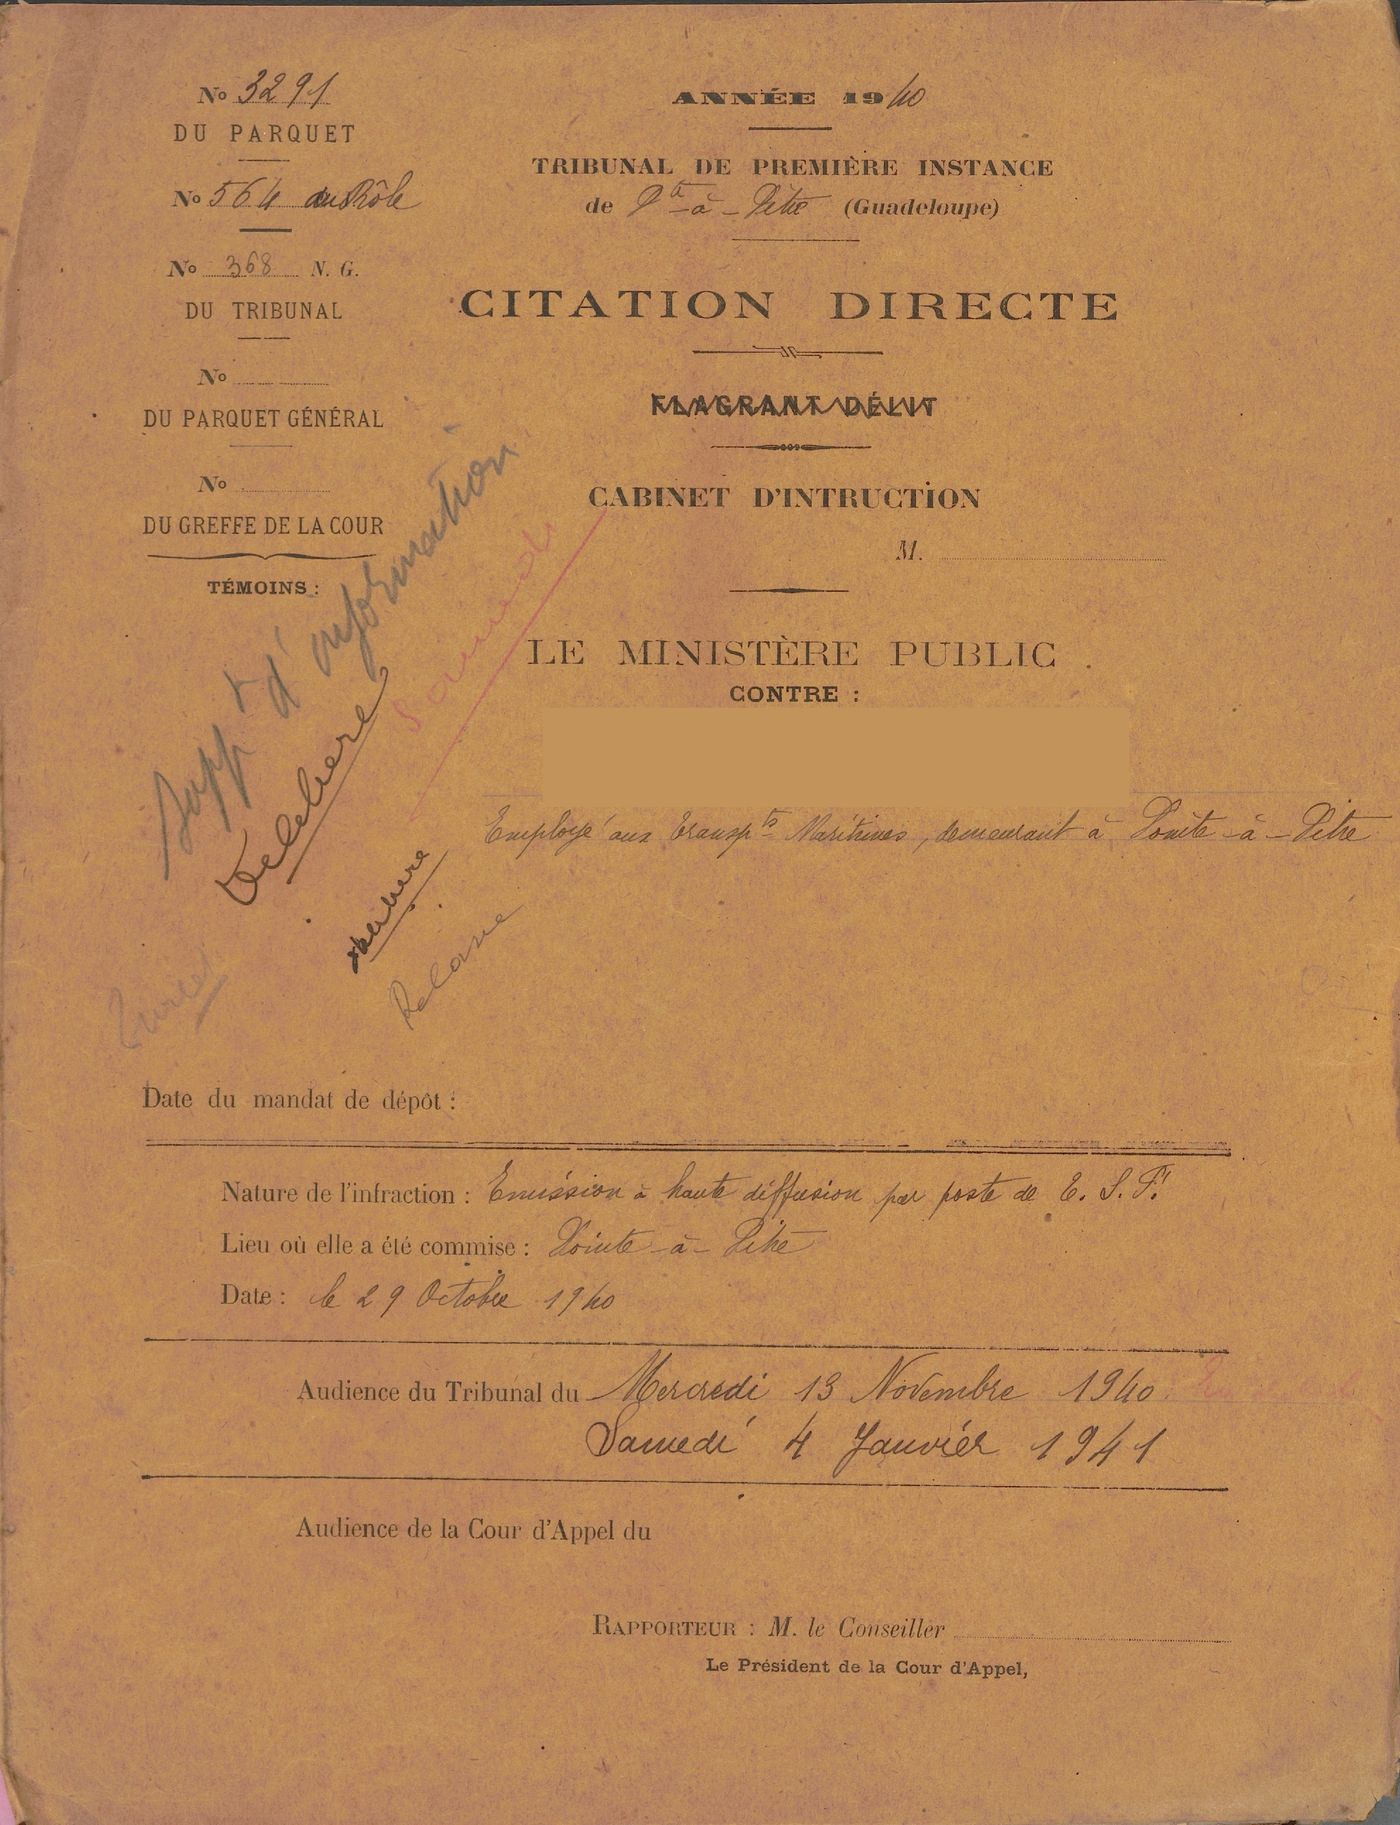 No 3291
DU PARQUET
No 564 du Rôle
No 368 N. G.
DU TRIBUNAL
No
DU PARQUET GÉNÉRAL
No
DU GREFFE DE LA COUR
TÉMOINS :
Supp t d'information
ANNÉE 1940
TRIBUNAL DE PREMIÈRE INSTANCE
de Pte-à-Pitre (Guadeloupe)
CITATION DIRECTE
FLAGRANT DÉLIT
CABINET D'INTRUCTION
M.
LE MINISTÈRE PUBLIC
CONTRE :
Employé aux Transpts Maritimes, demeurant à Pointe-à-Pitre
Date du mandat de dépôt :
Nature de l'infraction : Emission à haute diffusion par poste de T. S. F.
Lieu où elle a été commise : Pointe-à-Pitre
Date : le 29 Octobre 1940
Audience du Tribunal du Mercredi 13 Novembre 1940
Samedi 4 Janvier 1941
Audience de la Cour d'Appel du
RAPPORTEUR : M. le Conseiller
Le Président de la Cour d'Appel,